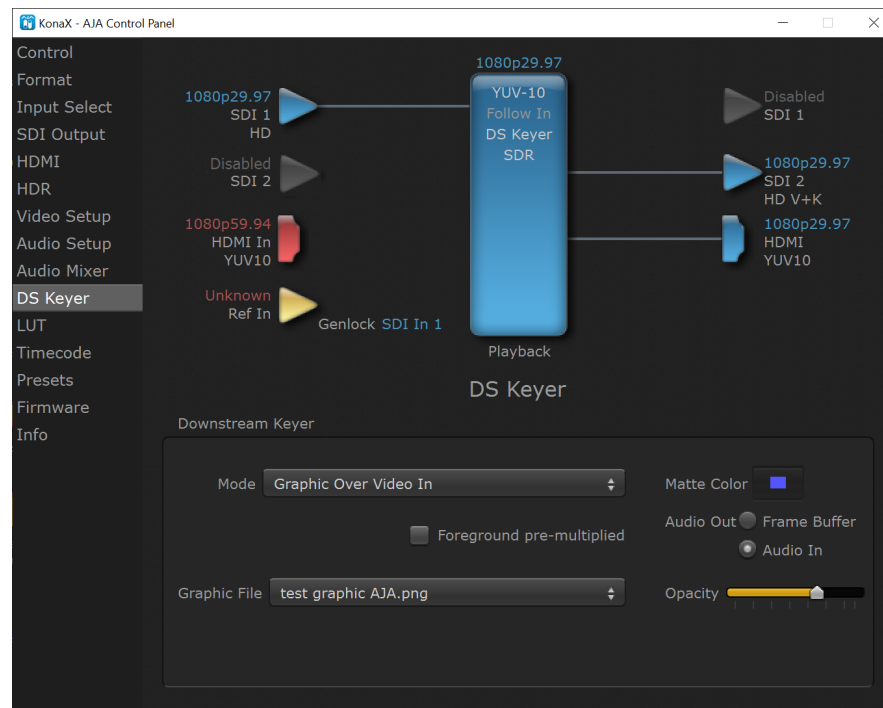 KonaX - AJA Control Panel
Control
Format
Input Select
SDI Output
HDMI
HDR
Video Setup
Audio Setup
Audio Mixer
DS Keyer
LUT
Timecode
Presets
Firmware
Info
1080p29.97
SDI 1
HD
Disabled
SDI 2
1080p59.94
HDMI In
YUV10
Unknown
Ref In
Genlock SDI In 1
1080p29.97
YUV-10
Follow In
DS Keyer
SDR
Playback
Disabled
SDI 1
1080p29.97
SDI 2
HD V+K
1080p29.97
HDMI
YUV10
DS Keyer
Downstream Keyer
Mode Graphic Over Video In
Matte Color
Foreground pre-multiplied
Audio Out Frame Buffer
Audio In
Graphic File test graphic AJA.png
Opacity